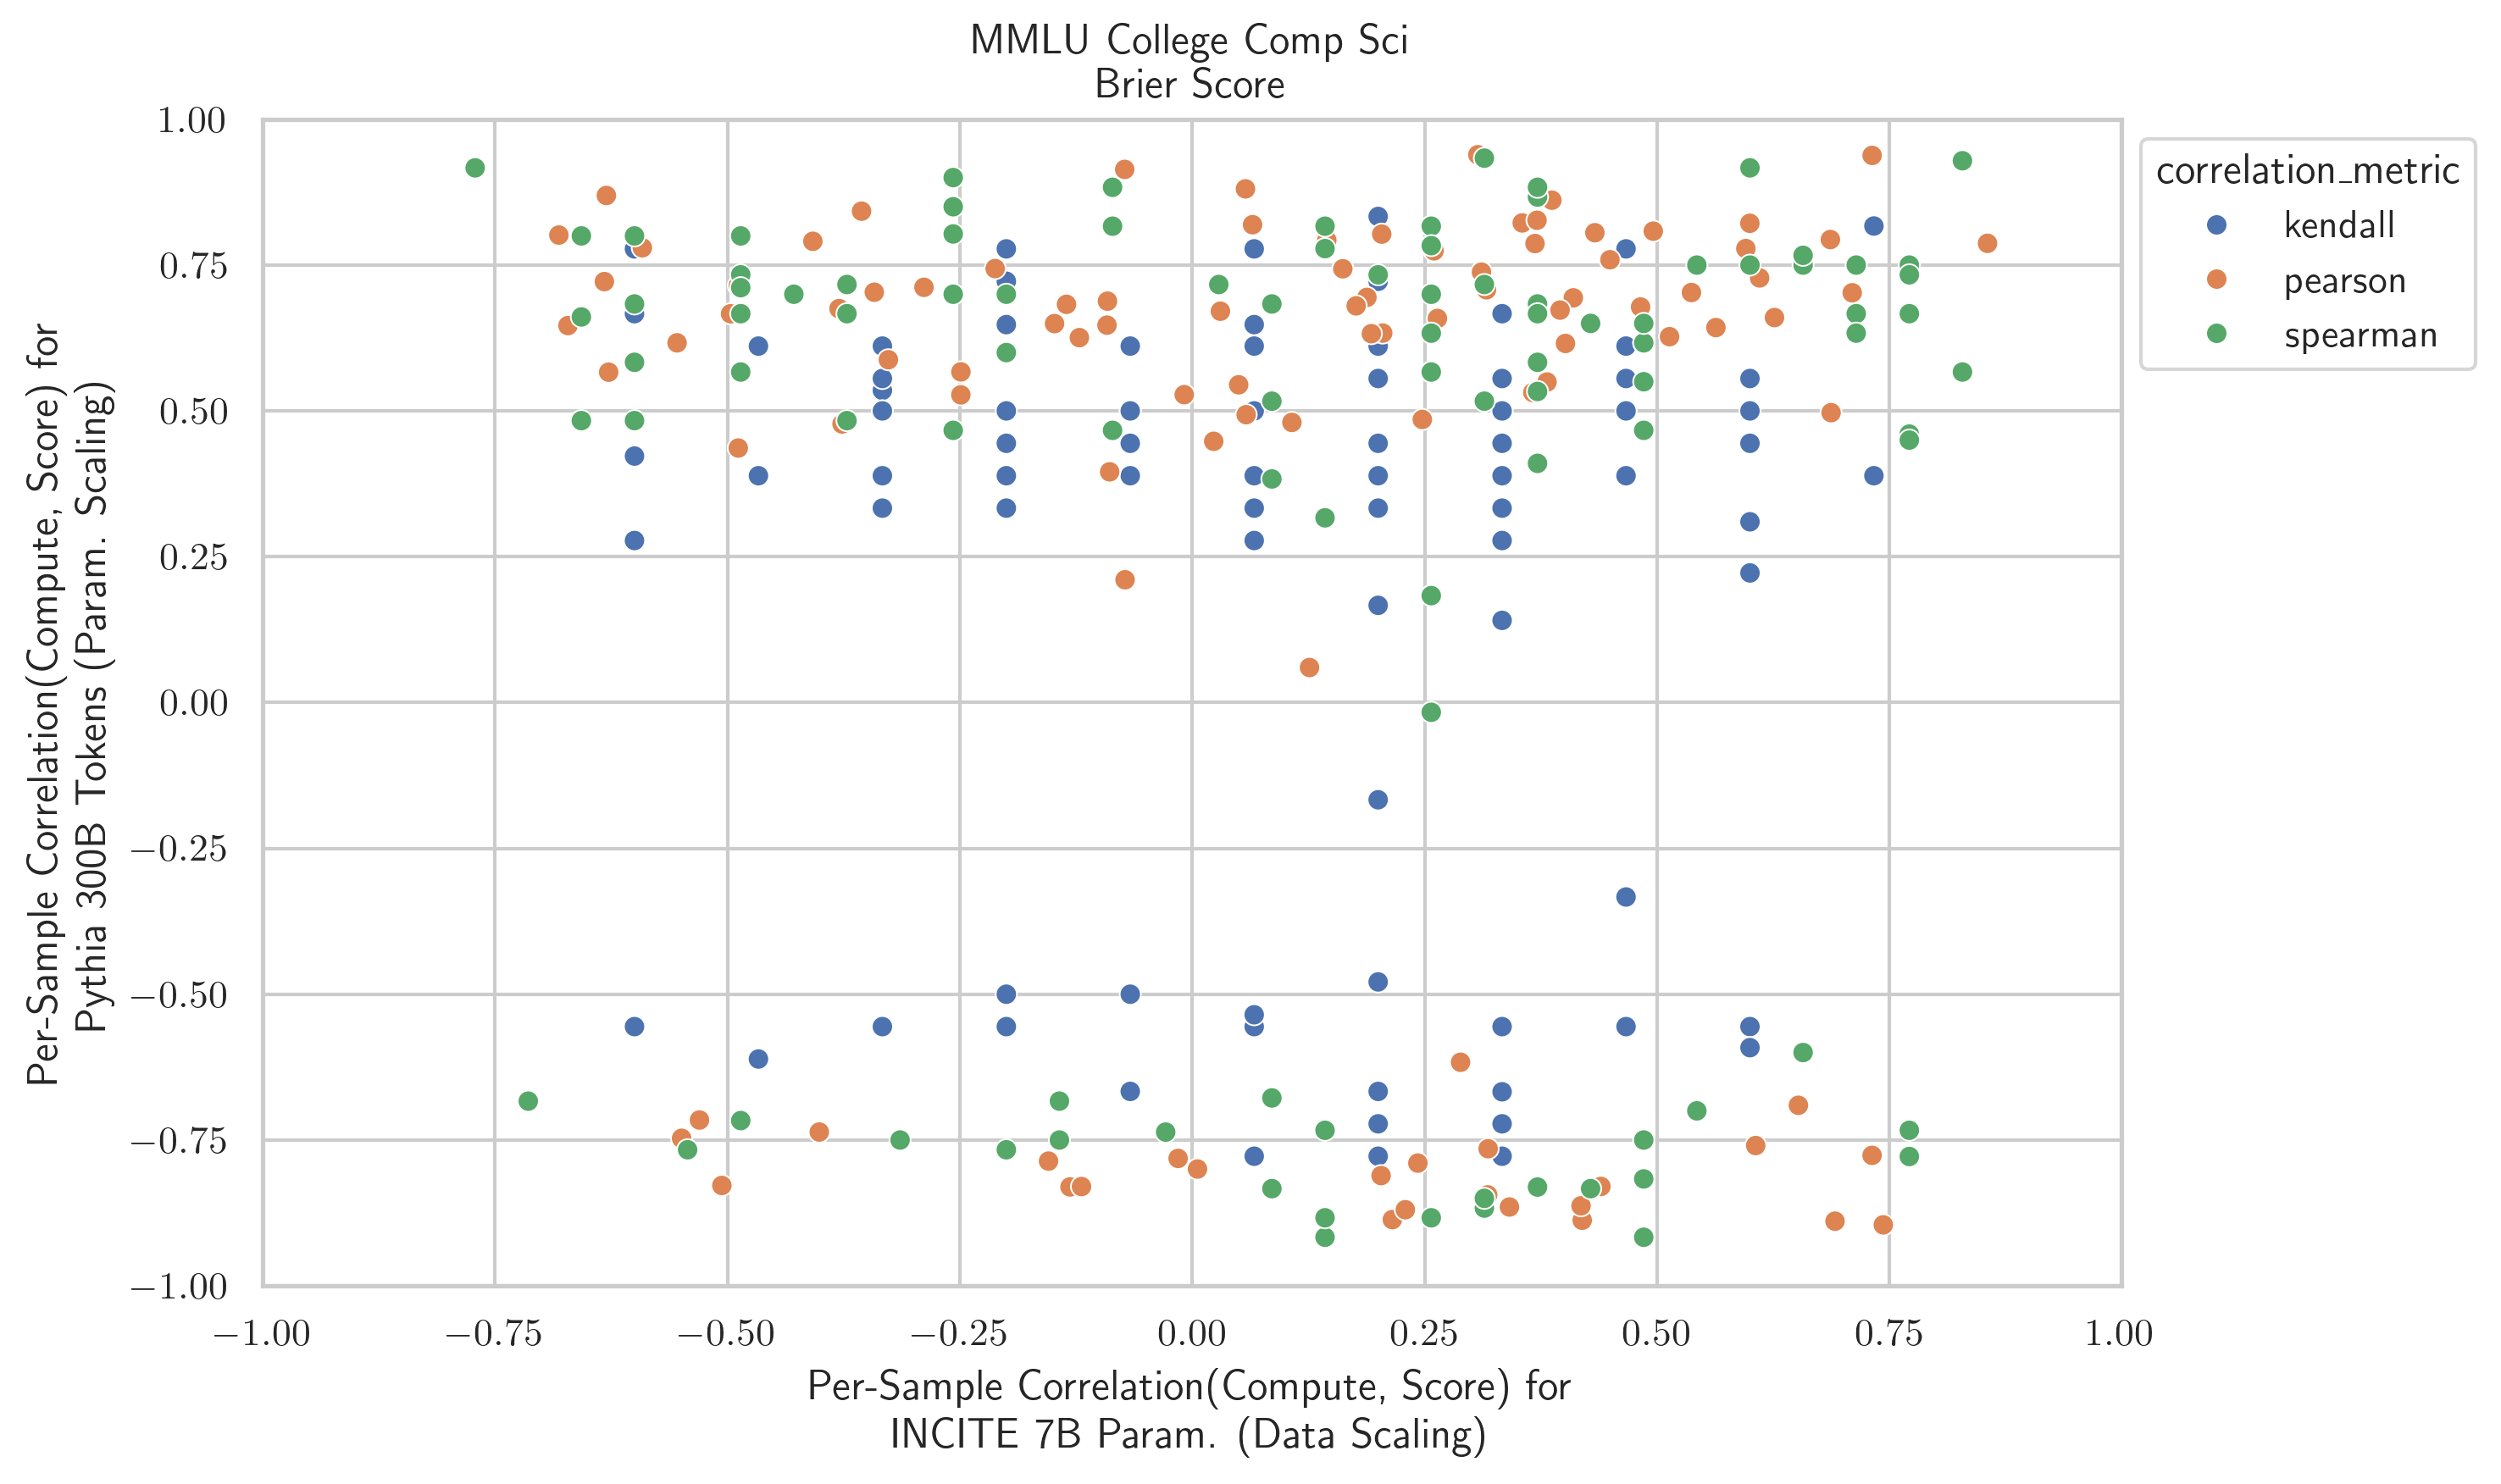 MMLU College Comp Sci
Brier Score
Per-Sample Correlation(Compute, Score) for
Pythia 300B Tokens (Param. Scaling)
1.00
0.75
0.50
0.25
0.00
−0.25
−0.50
−0.75
−1.00
−1.00 −0.75 −0.50 −0.25 0.00 0.25 0.50 0.75 1.00
Per-Sample Correlation(Compute, Score) for
INCITE 7B Param. (Data Scaling)
correlation_metric
kendall
pearson
spearman